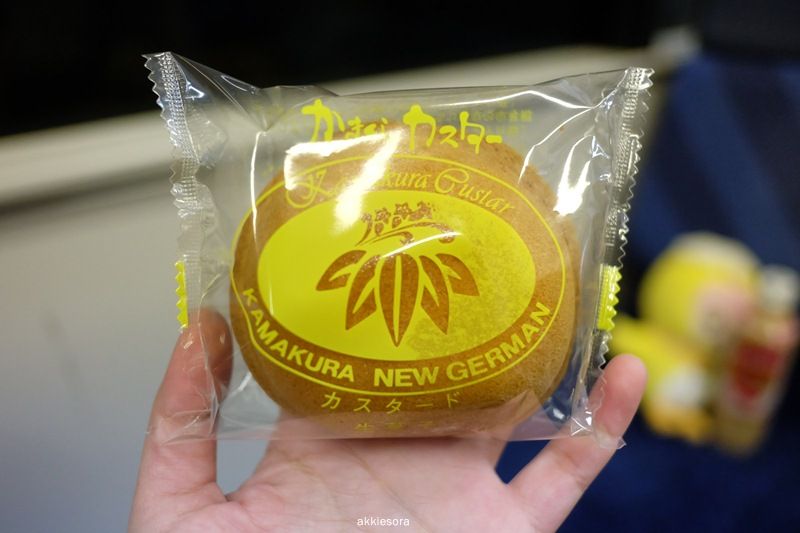 かまくらカスター
Kamakura Custar
KAMAKURA NEW GERMAN
カスタード
akkiesora